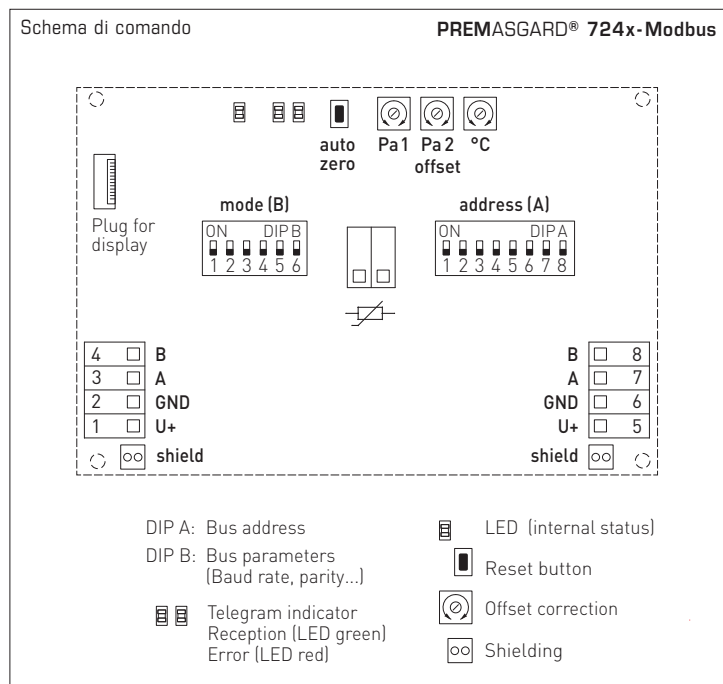 Schema di comando
PREMASGARD® 724x-Modbus
auto zero
Pa 1
Pa 2
°C
offset
Plug for
display
mode (B)
ON DIP B
1 2 3 4 5 6
address (A)
ON DIP A
1 2 3 4 5 6 7 8
4 B
3 A
2 GND
1 U+
shield
B 8
A 7
GND 6
U+ 5
shield
DIP A: Bus address
DIP B: Bus parameters
(Baud rate, parity...)
Telegram indicator
Reception (LED green)
Error (LED red)
LED (internal status)
Reset button
Offset correction
Shielding